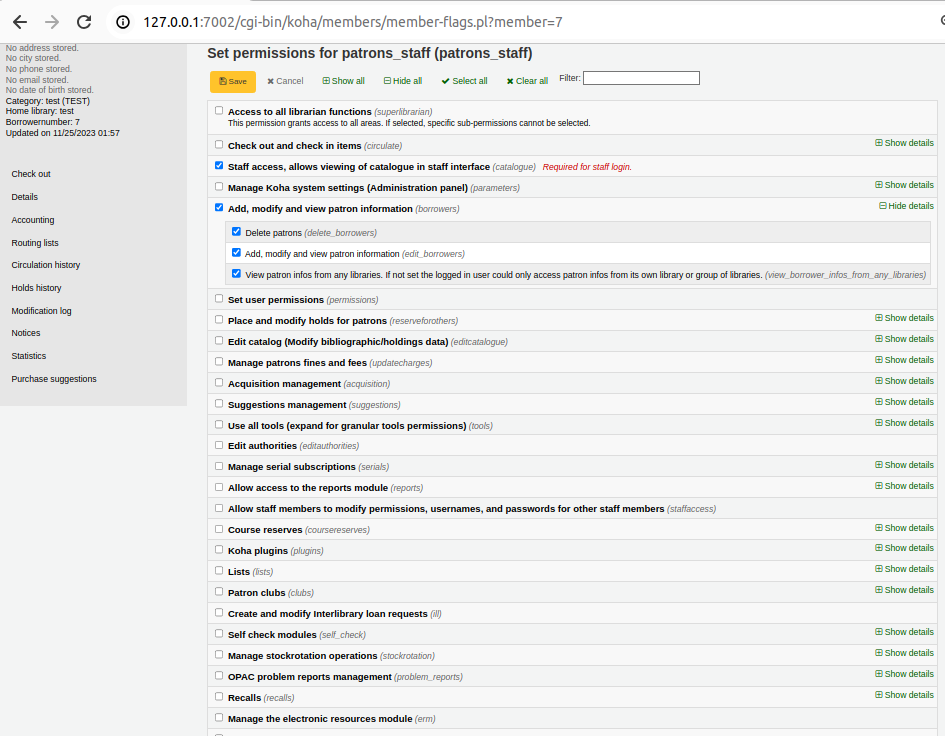 127.0.0.1:7002/cgi-bin/koha/members/member-flags.pl?member=7
No address stored.
No city stored.
No phone stored.
No email stored.
No date of birth stored.
Category: test (TEST)
Home library: test
Borrowernumber: 7
Updated on 11/25/2023 01:57
Check out
Details
Accounting
Routing lists
Circulation history
Holds history
Modification log
Notices
Statistics
Purchase suggestions
Set permissions for patrons_staff (patrons_staff)
Save Cancel Show all Hide all Select all Clear all Filter:
Access to all librarian functions (superlibrarian)
This permission grants access to all areas. If selected, specific sub-permissions cannot be selected.
Check out and check in items (circulate) Show details
Staff access, allows viewing of catalogue in staff interface (catalogue) Required for staff login.
Manage Koha system settings (Administration panel) (parameters) Show details
Add, modify and view patron information (borrowers) Hide details
Delete patrons (delete_borrowers)
Add, modify and view patron information (edit_borrowers)
View patron infos from any libraries. If not set the logged in user could only access patron infos from its own library or group of libraries. (view_borrower_infos_from_any_libraries)
Set user permissions (permissions)
Place and modify holds for patrons (reserveforothers) Show details
Edit catalog (Modify bibliographic/holdings data) (editcatalogue) Show details
Manage patrons fines and fees (updatecharges) Show details
Acquisition management (acquisition) Show details
Suggestions management (suggestions) Show details
Use all tools (expand for granular tools permissions) (tools) Show details
Edit authorities (editauthorities)
Manage serial subscriptions (serials) Show details
Allow access to the reports module (reports) Show details
Allow staff members to modify permissions, usernames, and passwords for other staff members (staffaccess)
Course reserves (coursereserves) Show details
Koha plugins (plugins) Show details
Lists (lists) Show details
Patron clubs (clubs) Show details
Create and modify Interlibrary loan requests (ill)
Self check modules (self_check) Show details
Manage stockrotation operations (stockrotation) Show details
OPAC problem reports management (problem_reports) Show details
Recalls (recalls) Show details
Manage the electronic resources module (erm)